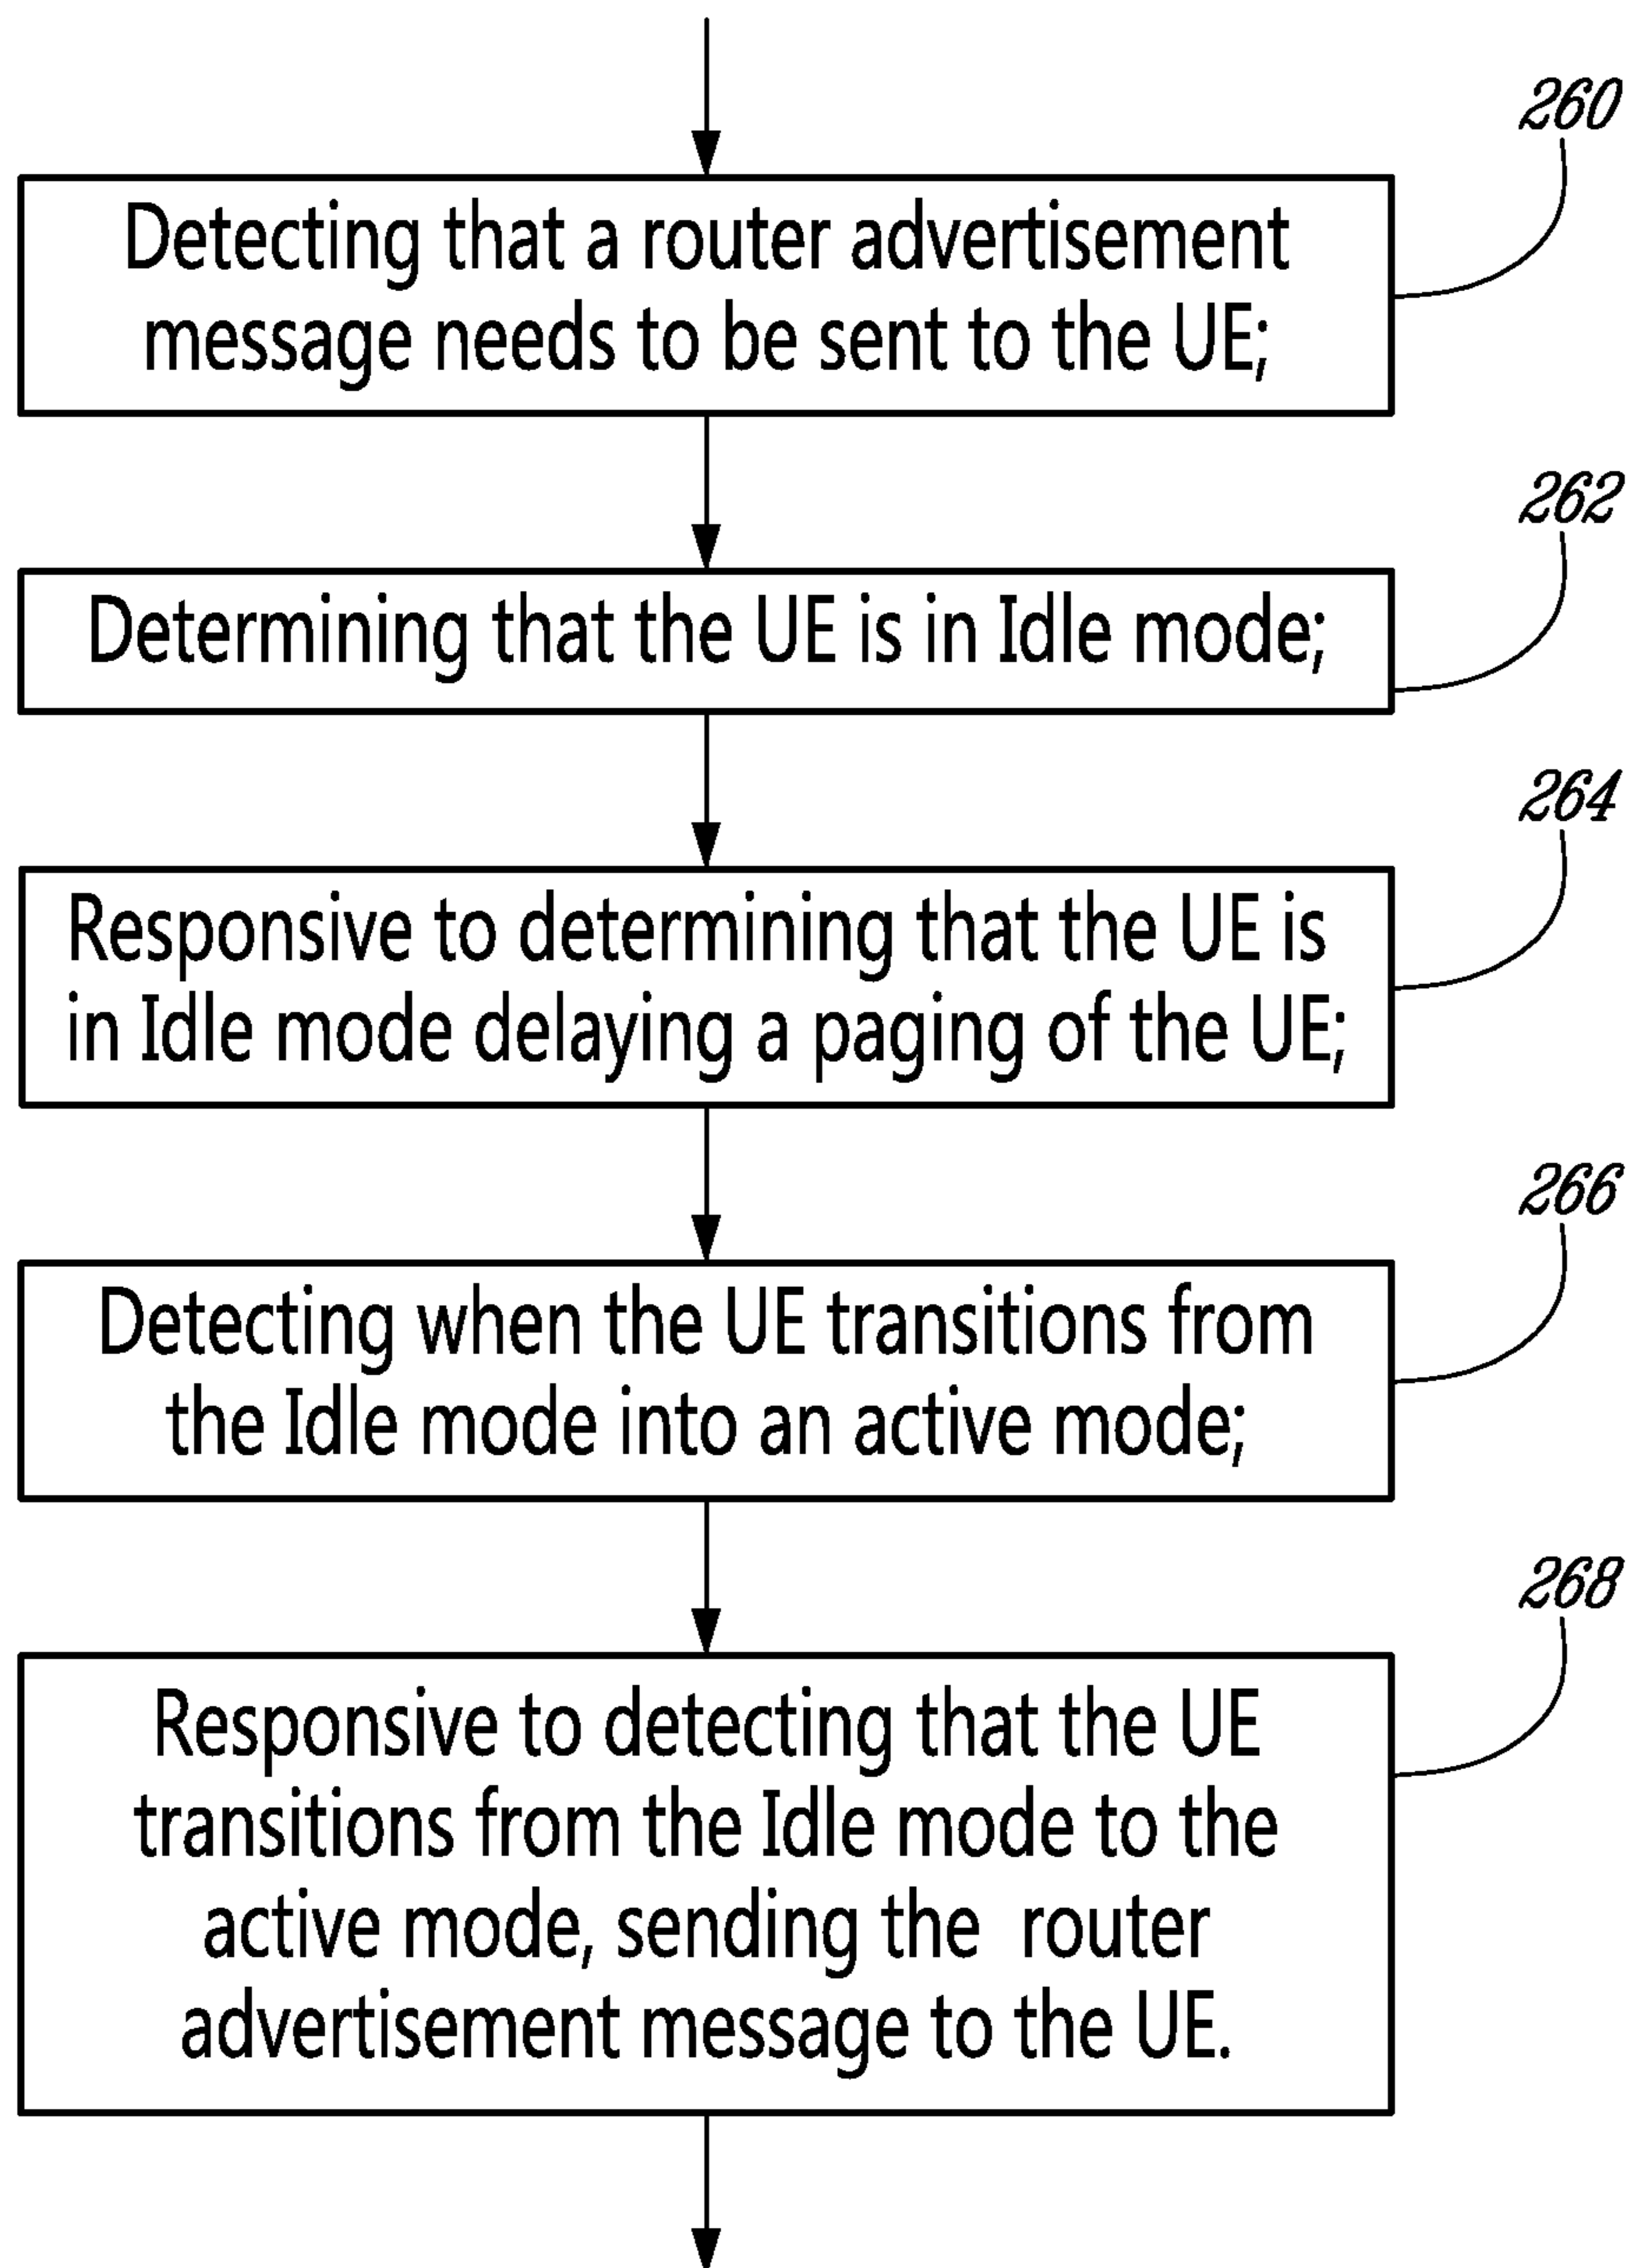 260
Detecting that a router advertisement
message needs to be sent to the UE;
262
Determining that the UE is in Idle mode;
264
Responsive to determining that the UE is
in Idle mode delaying a paging of the UE;
266
Detecting when the UE transitions from
the Idle mode into an active mode;
268
Responsive to detecting that the UE
transitions from the Idle mode to the
active mode, sending the router
advertisement message to the UE.